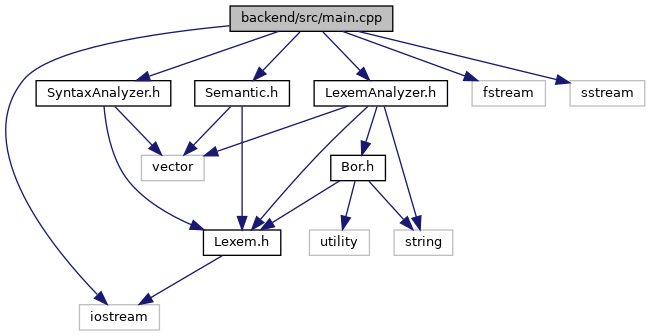 backend/src/main.cpp
SyntaxAnalyzer.h
Semantic.h
LexemAnalyzer.h
fstream
sstream
vector
Bor.h
Lexem.h
utility
string
iostream